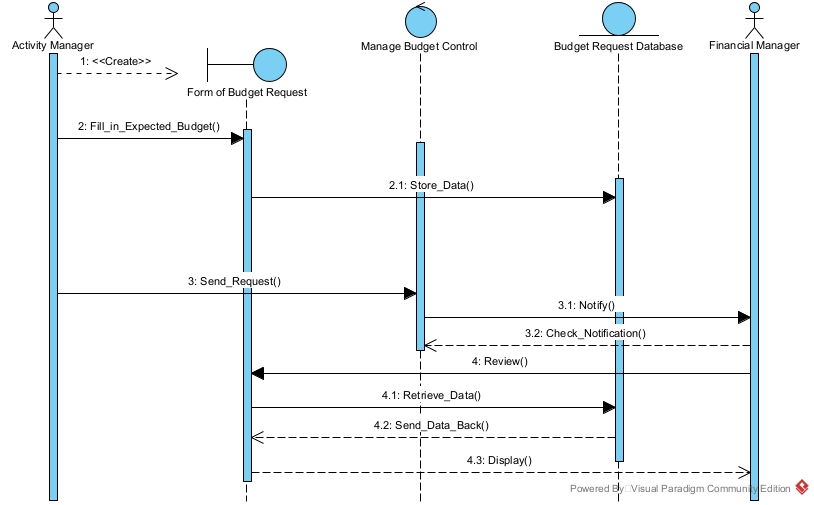 Activity Manager
Manage Budget Control
Budget Request Database
Financial Manager
1: <<Create>>
Form of Budget Request
2: Fill_in_Expected_Budget()
2.1: Store_Data()
3: Send_Request()
3.1: Notify()
3.2: Check_Notification()
4: Review()
4.1: Retrieve_Data()
4.2: Send_Data_Back()
4.3: Display()
Powered By Visual Paradigm Community Edition